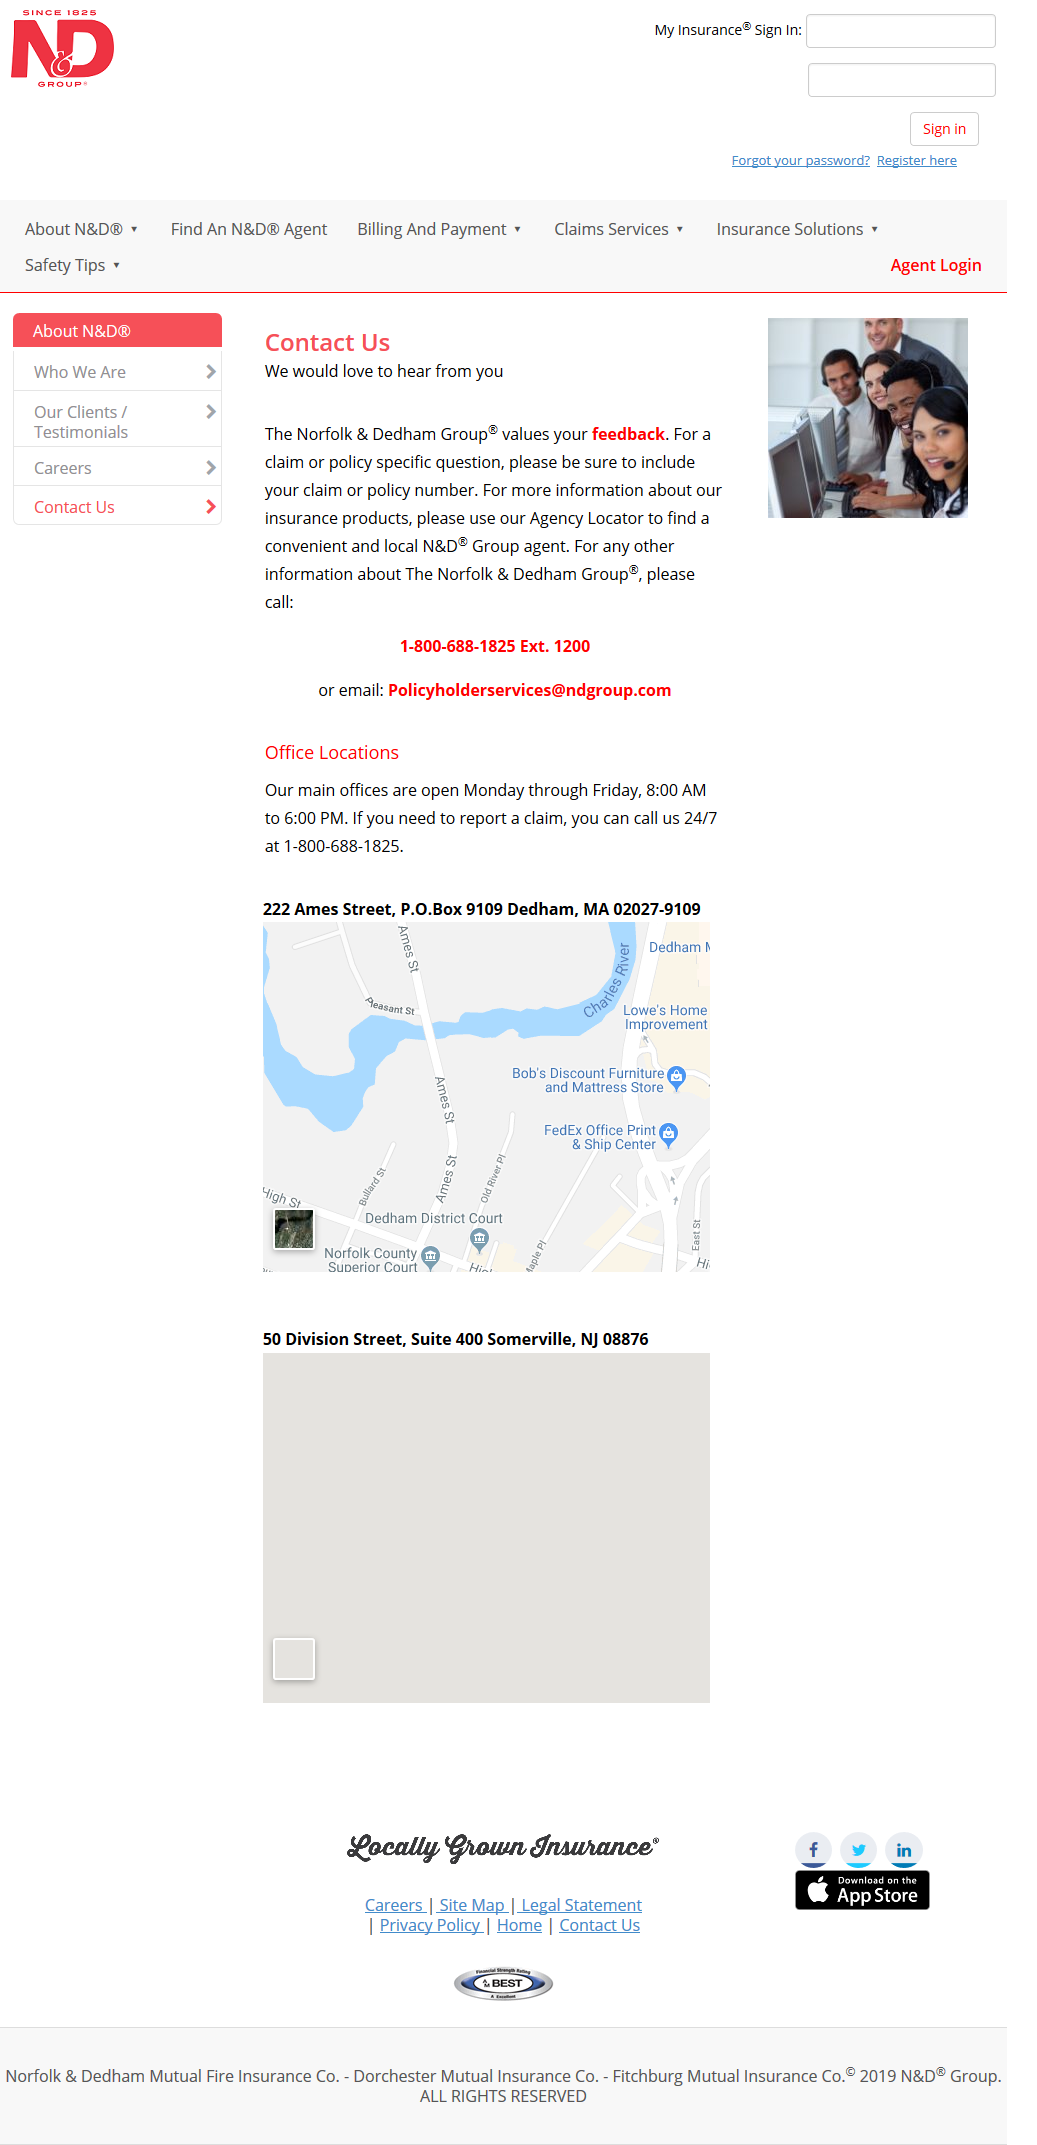 SINCE 1825
N&D
GROUP®
My Insurance® Sign In:
Sign in
Forgot your password? Register here
About N&D® ▼ Find An N&D® Agent Billing And Payment ▼ Claims Services ▼ Insurance Solutions ▼
Safety Tips ▼ Agent Login
About N&D®
Who We Are
Our Clients /
Testimonials
Careers
Contact Us
Contact Us
We would love to hear from you
The Norfolk & Dedham Group® values your feedback. For a
claim or policy specific question, please be sure to include
your claim or policy number. For more information about our
insurance products, please use our Agency Locator to find a
convenient and local N&D® Group agent. For any other
information about The Norfolk & Dedham Group®, please
call:
1-800-688-1825 Ext. 1200
or email: Policyholderservices@ndgroup.com
Office Locations
Our main offices are open Monday through Friday, 8:00 AM
to 6:00 PM. If you need to report a claim, you can call us 24/7
at 1-800-688-1825.
222 Ames Street, P.O.Box 9109 Dedham, MA 02027-9109
Ames St
Charles River
Dedham M
Pleasant St
Lowe's Home
Improvement
Bob's Discount Furniture
and Mattress Store
Ames St
FedEx Office Print
& Ship Center
Ames St
Old River Pl
Bullard St
High St
Dedham District Court
East St
Norfolk County
Superior Court
Maple Pl
Hi
50 Division Street, Suite 400 Somerville, NJ 08876
Locally Grown Insurance®
Download on the
App Store
Careers | Site Map | Legal Statement
| Privacy Policy | Home | Contact Us
Financial Strength Rating
AM BEST
A Excellent
Norfolk & Dedham Mutual Fire Insurance Co. - Dorchester Mutual Insurance Co. - Fitchburg Mutual Insurance Co.© 2019 N&D® Group.
ALL RIGHTS RESERVED